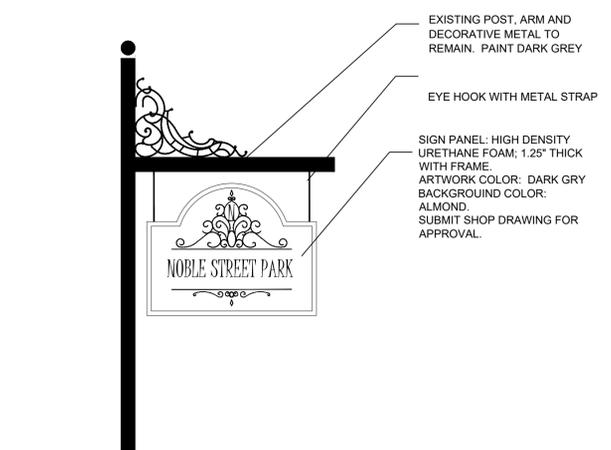 EXISTING POST, ARM AND
DECORATIVE METAL TO
REMAIN. PAINT DARK GREY
EYE HOOK WITH METAL STRAP
SIGN PANEL: HIGH DENSITY
URETHANE FOAM; 1.25" THICK
WITH FRAME.
ARTWORK COLOR: DARK GRY
BACKGROUIND COLOR:
ALMOND.
SUBMIT SHOP DRAWING FOR
APPROVAL.
N
NOBLE STREET PARK